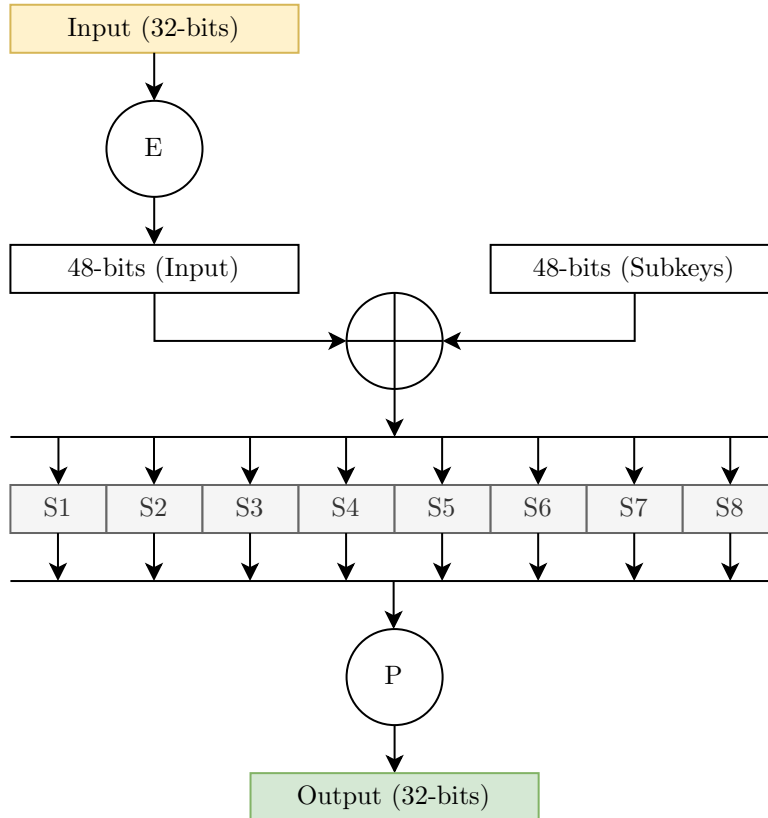 Input (32-bits)
E
48-bits (Input)
48-bits (Subkeys)
S1
S2
S3
S4
S5
S6
S7
S8
P
Output (32-bits)